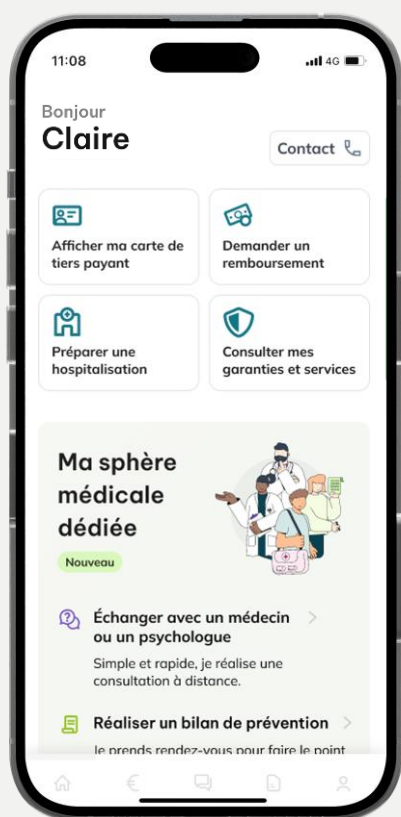 11:08
4G
Bonjour
Claire
Contact
Afficher ma carte de
tiers payant
Demander un
remboursement
Préparer une
hospitalisation
Consulter mes
garanties et services
Ma sphère
médicale
dédiée
Nouveau
Échanger avec un médecin
ou un psychologue
Simple et rapide, je réalise une
consultation à distance.
Réaliser un bilan de prévention
Je prends rendez-vous pour faire le point